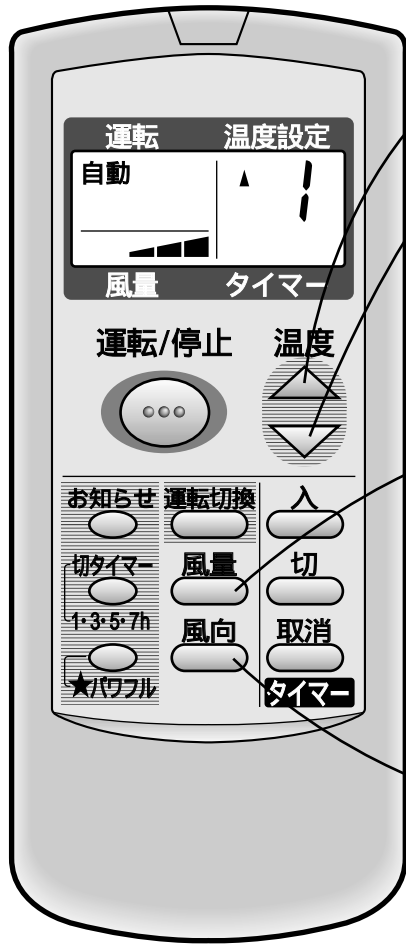 運転 温度設定
自動 ▲ 1
風量 タイマー
運転/停止 温度
お知らせ 運転切換 入
切タイマー 風量 切
1・3・5・7h 風向 取消
★パワフル タイマー